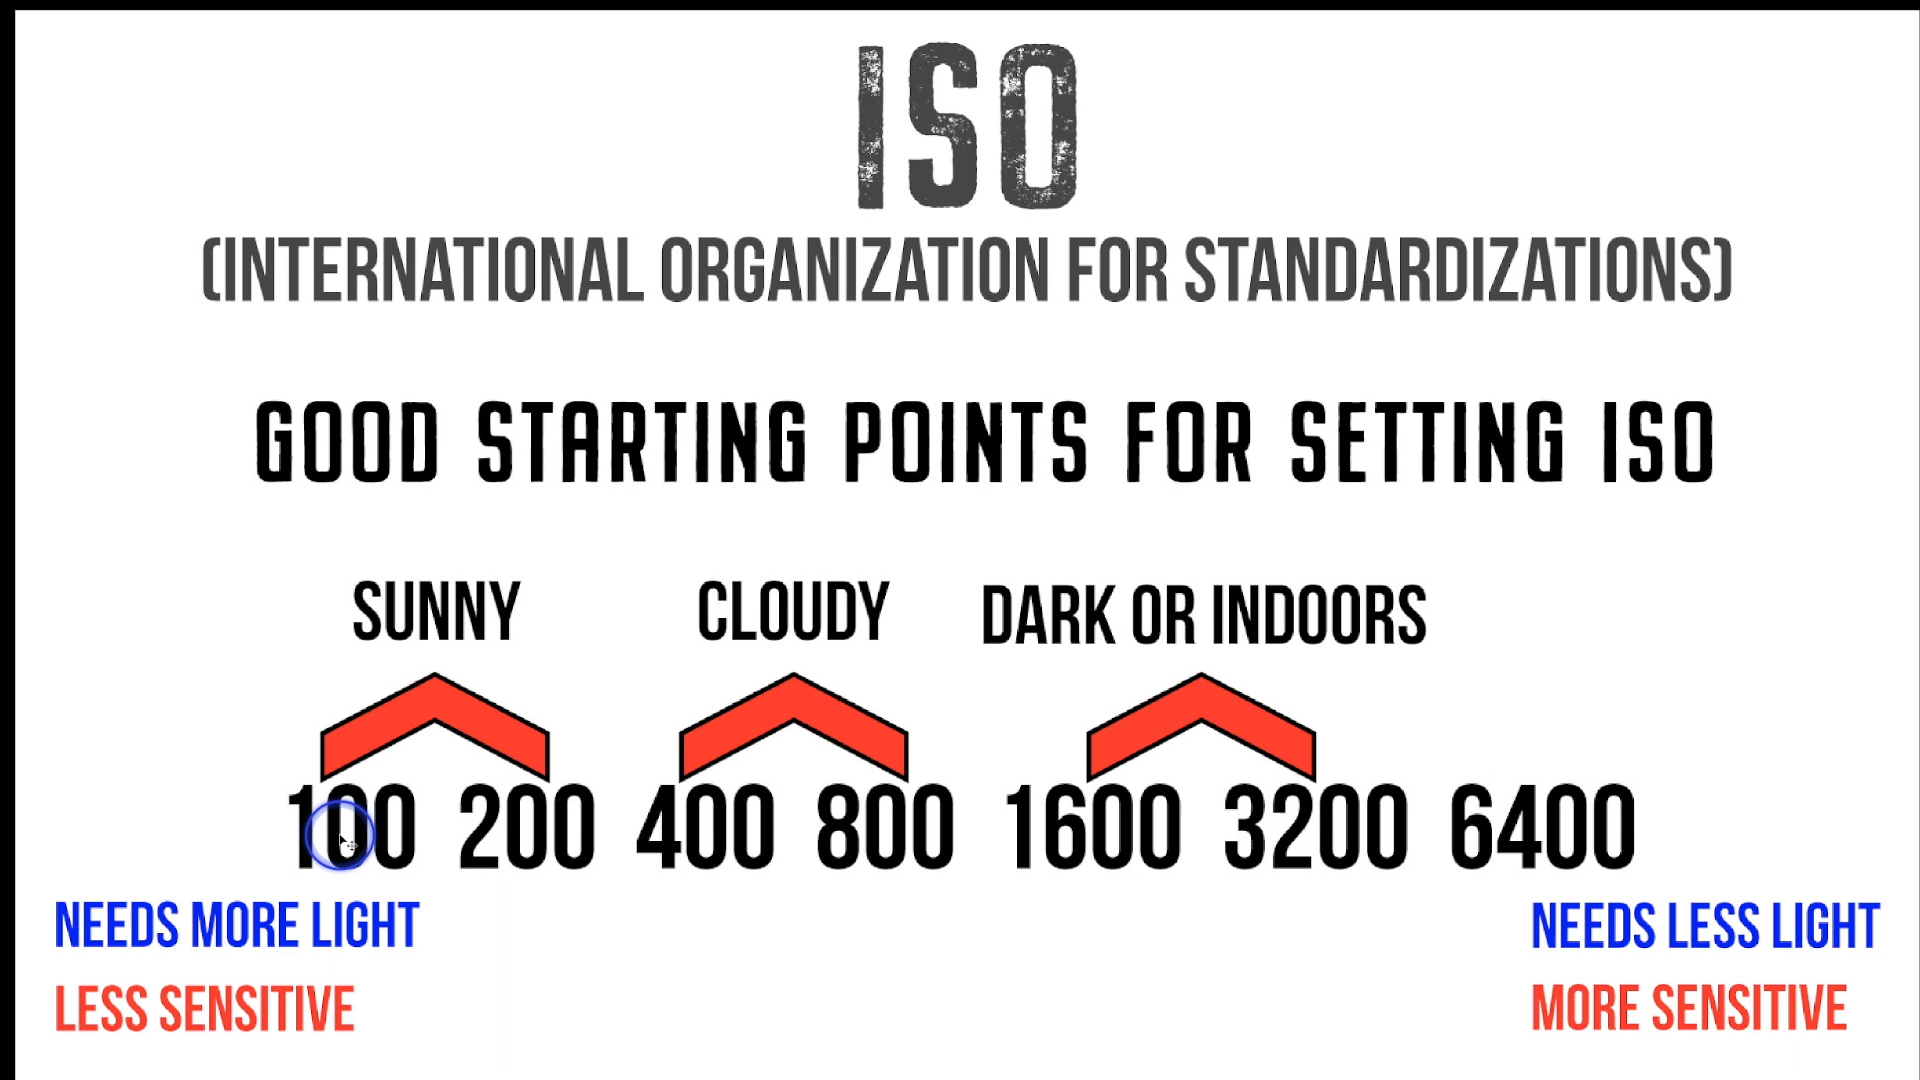 ISO
(INTERNATIONAL ORGANIZATION FOR STANDARDIZATIONS)
GOOD STARTING POINTS FOR SETTING ISO
SUNNY CLOUDY DARK OR INDOORS
100 200 400 800 1600 3200 6400
NEEDS MORE LIGHT NEEDS LESS LIGHT
LESS SENSITIVE MORE SENSITIVE